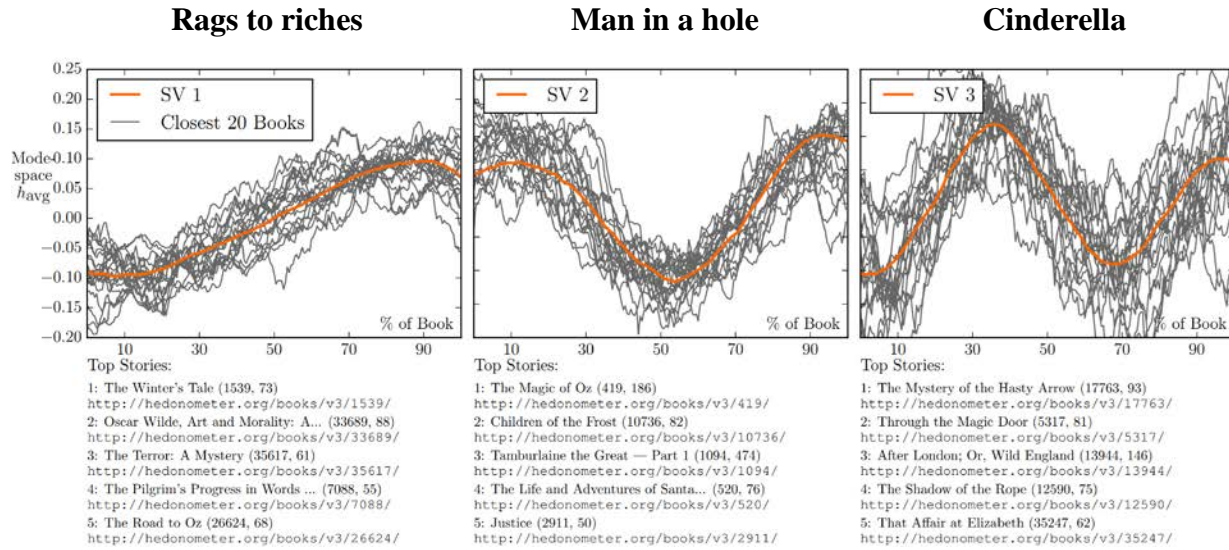 Rags to riches
Man in a hole
Cinderella
0.25
0.20
0.15
0.10
0.05
0.00
−0.05
−0.10
−0.15
−0.20
Mode-
space
havg
SV 1
Closest 20 Books
% of Book
10 30 50 70 90
SV 2
% of Book
10 30 50 70 90
SV 3
% of Book
10 30 50 70 90
Top Stories:
1: The Winter's Tale (1539, 73)
http://hedonometer.org/books/v3/1539/
2: Oscar Wilde, Art and Morality: A... (33689, 88)
http://hedonometer.org/books/v3/33689/
3: The Terror: A Mystery (35617, 61)
http://hedonometer.org/books/v3/35617/
4: The Pilgrim's Progress in Words ... (7088, 55)
http://hedonometer.org/books/v3/7088/
5: The Road to Oz (26624, 68)
http://hedonometer.org/books/v3/26624/
Top Stories:
1: The Magic of Oz (419, 186)
http://hedonometer.org/books/v3/419/
2: Children of the Frost (10736, 82)
http://hedonometer.org/books/v3/10736/
3: Tamburlaine the Great — Part 1 (1094, 474)
http://hedonometer.org/books/v3/1094/
4: The Life and Adventures of Santa... (520, 76)
http://hedonometer.org/books/v3/520/
5: Justice (2911, 50)
http://hedonometer.org/books/v3/2911/
Top Stories:
1: The Mystery of the Hasty Arrow (17763, 93)
http://hedonometer.org/books/v3/17763/
2: Through the Magic Door (5317, 81)
http://hedonometer.org/books/v3/5317/
3: After London; Or, Wild England (13944, 146)
http://hedonometer.org/books/v3/13944/
4: The Shadow of the Rope (12590, 75)
http://hedonometer.org/books/v3/12590/
5: That Affair at Elizabeth (35247, 62)
http://hedonometer.org/books/v3/35247/